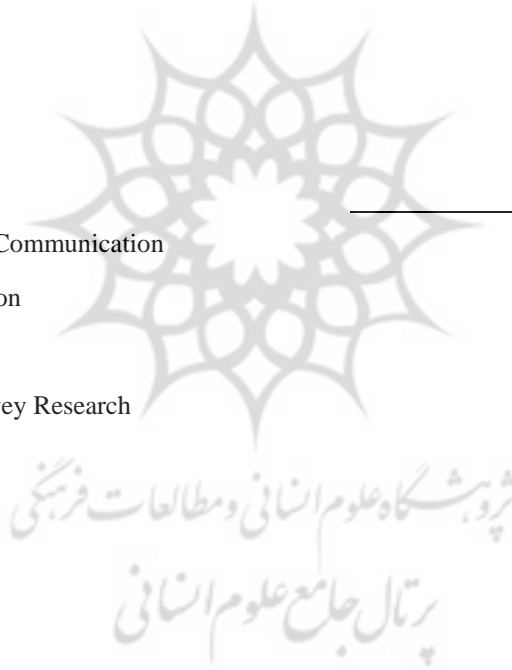 Communication
on
vey Research
پژوهشگاه علوم انسانی و مطالعات فرهنگی
پرتال جامع علوم انسانی